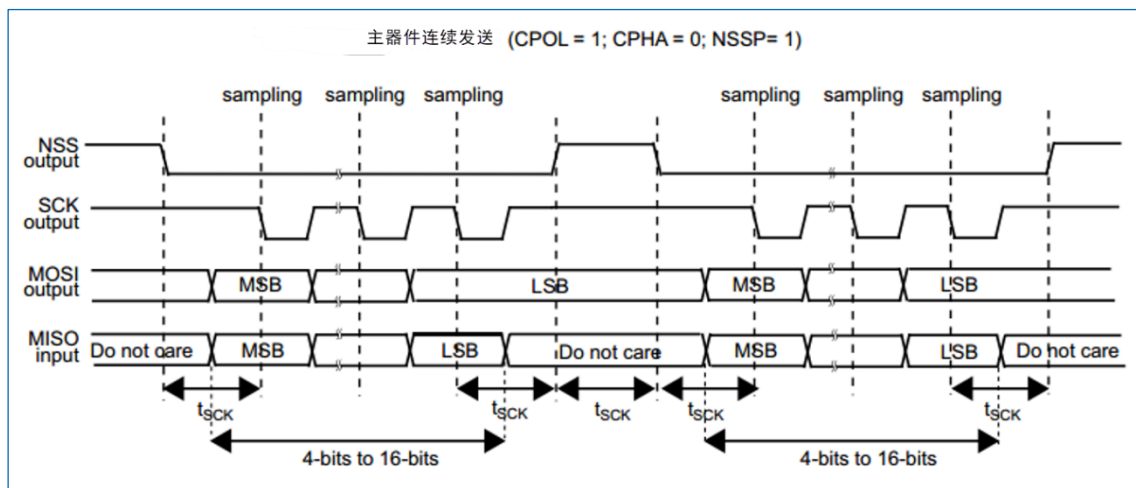 主器件连续发送 (CPOL = 1; CPHA = 0; NSSP= 1)
sampling sampling sampling sampling sampling sampling
NSS
output
SCK
output
MOSI
output
MSB LSB MSB LSB
MISO
input
Do not care MSB LSB Do not care MSB LSB Do not care
tSCK tSCK tSCK tSCK tSCK
4-bits to 16-bits 4-bits to 16-bits